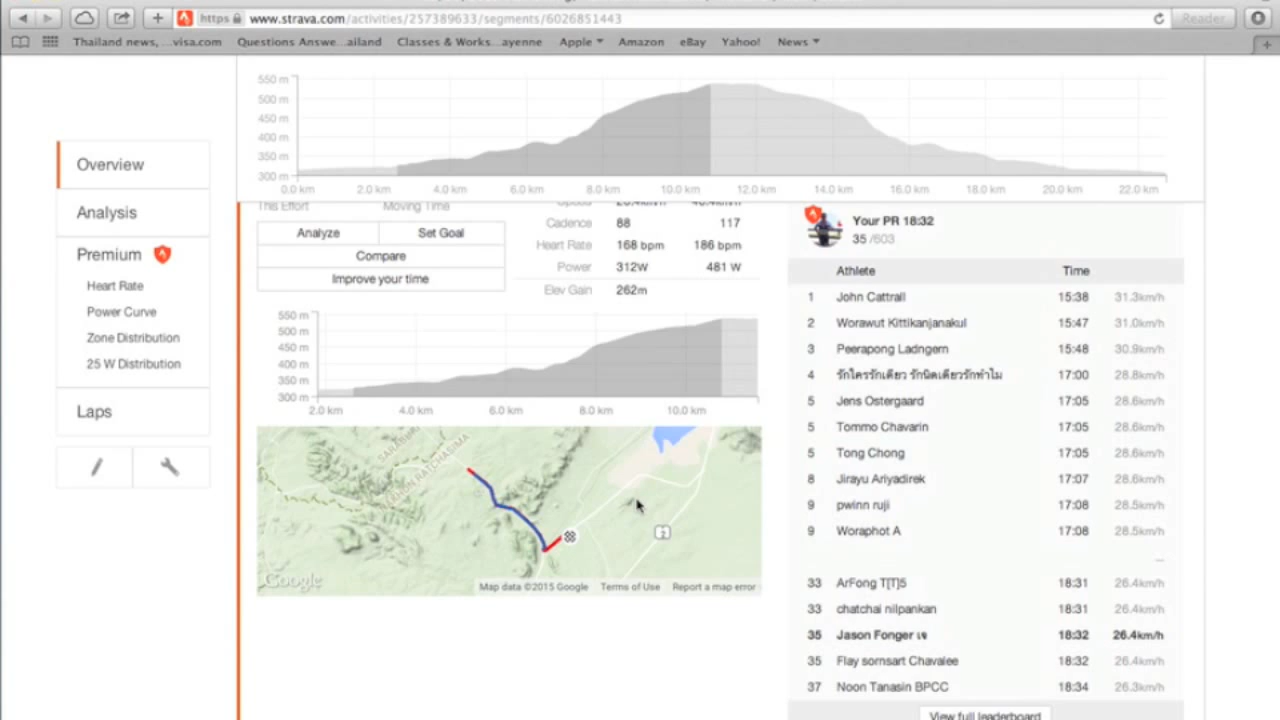 https www.strava.com/activities/257389633/segments/6026851443
Reader
Thailand news, ...visa.com Questions Answe...ailand Classes & Works...ayenne Apple Amazon eBay Yahoo! News
550 m
500 m
450 m
400 m
350 m
300 m
0.0 km 2.0 km 4.0 km 6.0 km 8.0 km 10.0 km 12.0 km 14.0 km 16.0 km 18.0 km 20.0 km 22.0 km
Overview
Analysis
Premium
Heart Rate
Power Curve
Zone Distribution
25 W Distribution
Laps
This Effort Moving Time
Analyze Set Goal
Compare
Improve your time
Speed
Cadence 88 117
Heart Rate 168 bpm 186 bpm
Power 312W 481 W
Elev Gain 262m
550 m
500 m
450 m
400 m
350 m
300 m
2.0 km 4.0 km 6.0 km 8.0 km 10.0 km
NAKHON RATCHASIMA
2
Google
Map data ©2015 Google Terms of Use Report a map error
Your PR 18:32
35 /603
Athlete Time
1 John Cattrall 15:38 31.3km/h
2 Worawut Kittikanjanakul 15:47 31.0km/h
3 Peerapong Ladngern 15:48 30.9km/h
4 รักใครรักเดียว รักนิดเดียวรักทำไม 17:00 28.8km/h
5 Jens Ostergaard 17:05 28.6km/h
5 Tommo Chavarin 17:05 28.6km/h
5 Tong Chong 17:05 28.6km/h
8 Jirayu Ariyadirek 17:07 28.6km/h
9 pwinn ruji 17:08 28.5km/h
9 Woraphot A 17:08 28.5km/h
...
33 ArFong T[T]5 18:31 26.4km/h
33 chatchai nilpankan 18:31 26.4km/h
35 Jason Fonger เจ 18:32 26.4km/h
35 Flay sornsart Chavalee 18:32 26.4km/h
37 Noon Tanasin BPCC 18:34 26.3km/h
View full leaderboard